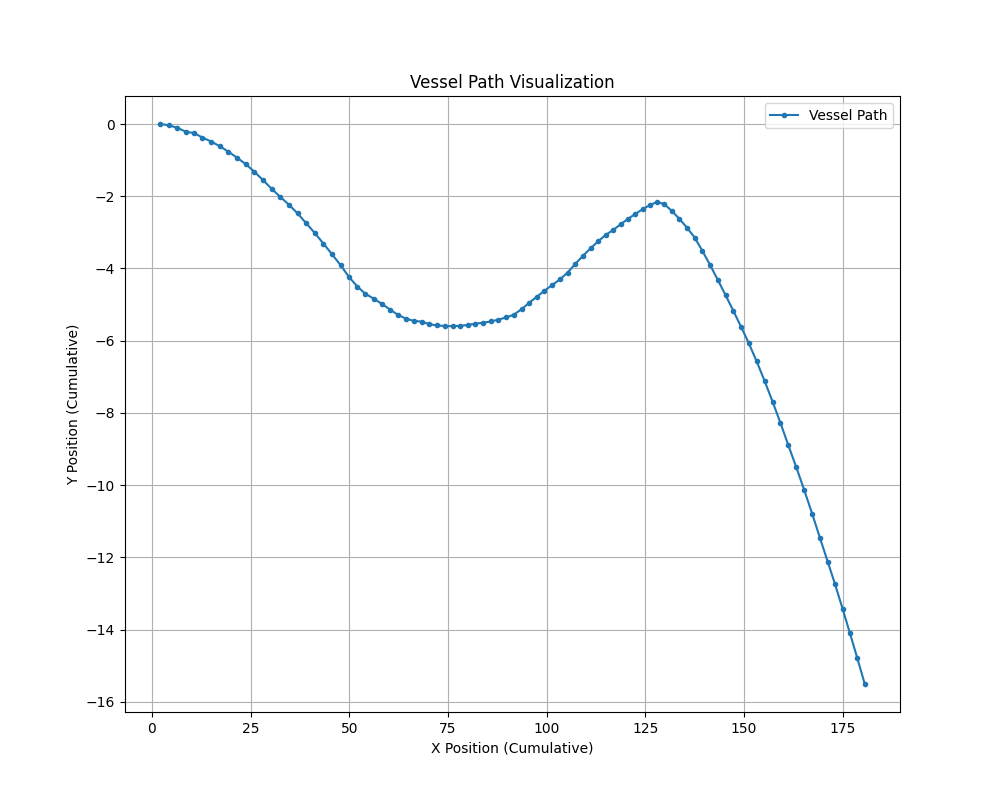 Vessel Path Visualization
Vessel Path
0
−2
−4
−6
−8
−10
−12
−14
−16
Y Position (Cumulative)
0 25 50 75 100 125 150 175
X Position (Cumulative)